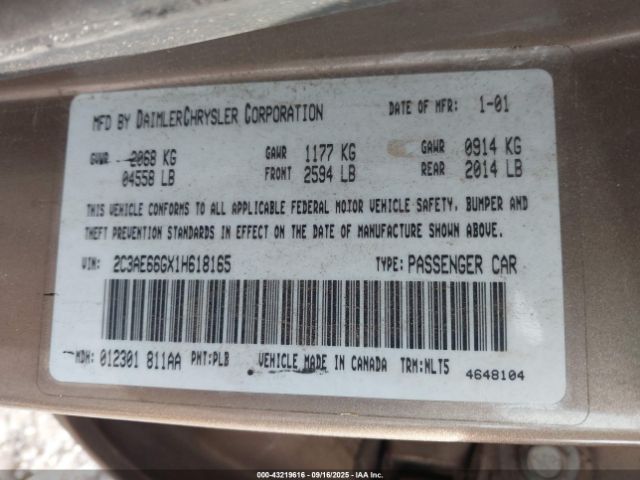 MFD BY DAIMLERCHRYSLER CORPORATION DATE OF MFR: 1-01
GVWR 2068 KG GAWR 1177 KG GAWR 0914 KG
04558 LB FRONT 2594 LB REAR 2014 LB
THIS VEHICLE CONFORMS TO ALL APPLICABLE FEDERAL MOTOR VEHICLE SAFETY, BUMPER AND
THEFT PREVENTION STANDARDS IN EFFECT ON THE DATE OF MANUFACTURE SHOWN ABOVE.
VIN: 2C3AE66GX1H618165 TYPE: PASSENGER CAR
MDH: 012301 811AA PNT:PLB VEHICLE MADE IN CANADA TRM:NLT5
4648104
00-43219616 - 09/16/2025 - IAA Inc.